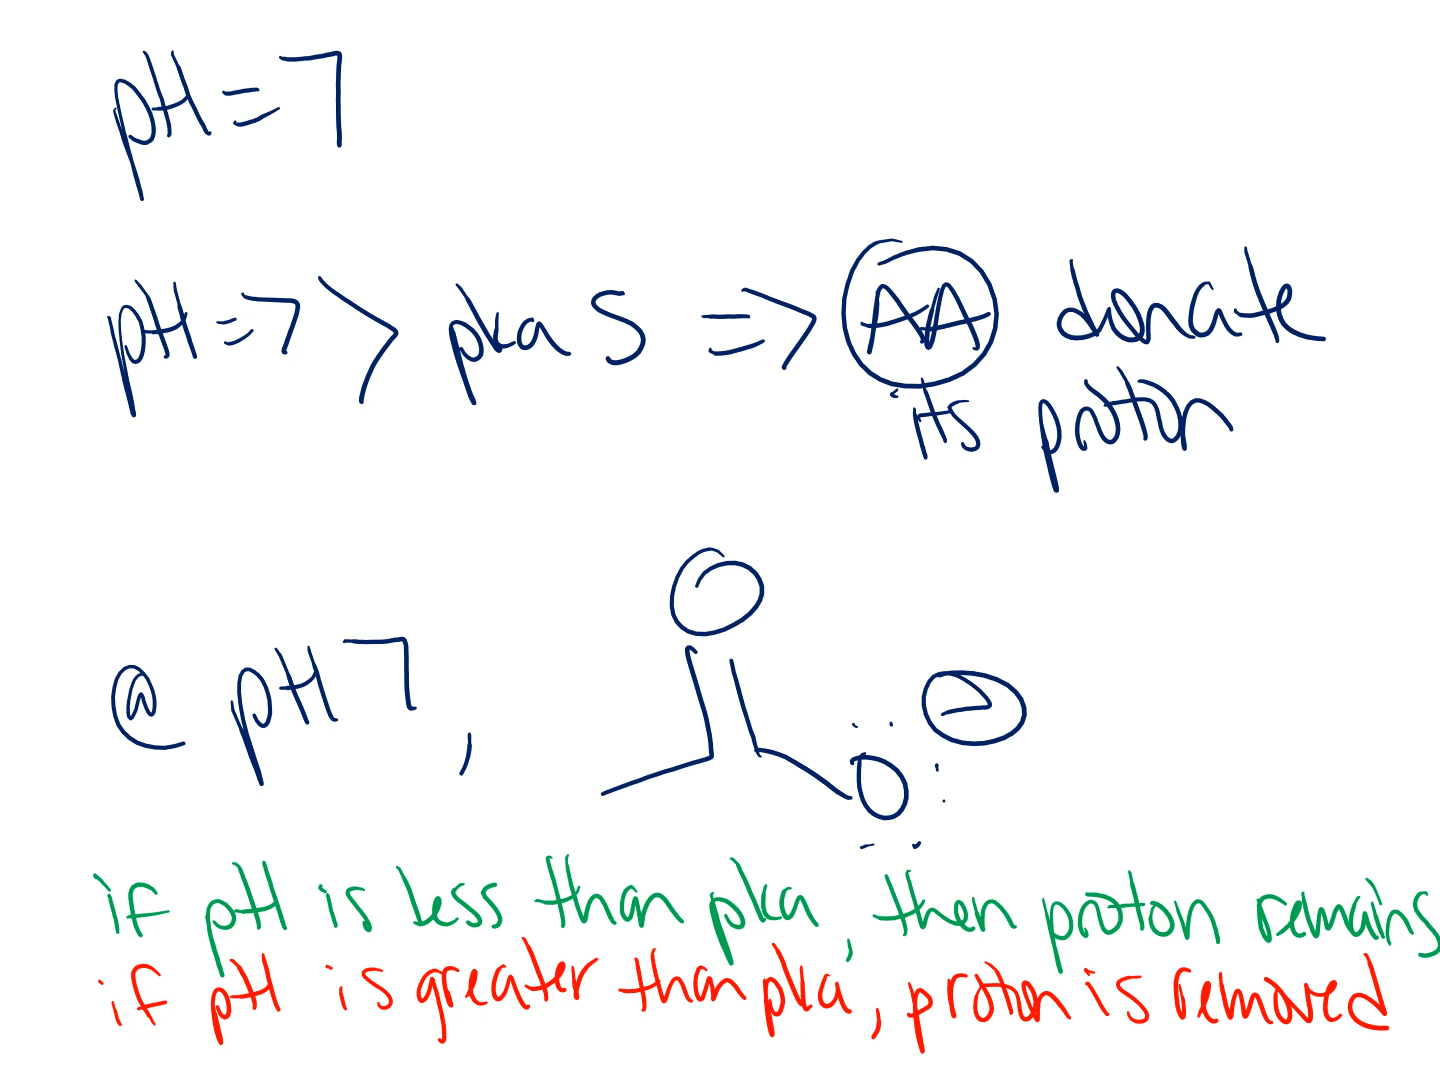 pH = 7
pH = 7 > pka 5 => AA donate
its proton
O
@ pH 7, O ⊖
if pH is less than pka, then proton remains
if pH is greater than pka, proton is removed